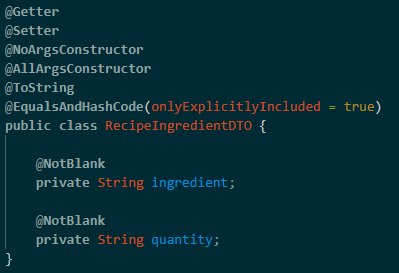 @Getter
@Setter
@NoArgsConstructor
@AllArgsConstructor
@ToString
@EqualsAndHashCode(onlyExplicitlyIncluded = true)
public class RecipeIngredientDTO {
@NotBlank
private String ingredient;
@NotBlank
private String quantity;
}